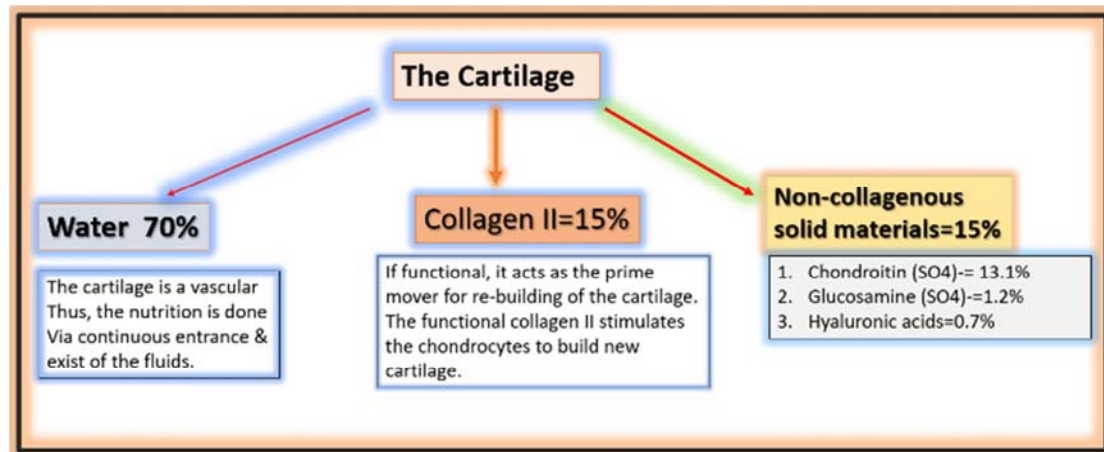 The Cartilage
Water 70%
The cartilage is a vascular
Thus, the nutrition is done
Via continuous entrance &
exist of the fluids.
Collagen II=15%
If functional, it acts as the prime
mover for re-building of the cartilage.
The functional collagen II stimulates
the chondrocytes to build new
cartilage.
Non-collagenous
solid materials=15%
1. Chondroitin (SO4)-= 13.1%
2. Glucosamine (SO4)-=1.2%
3. Hyaluronic acids=0.7%